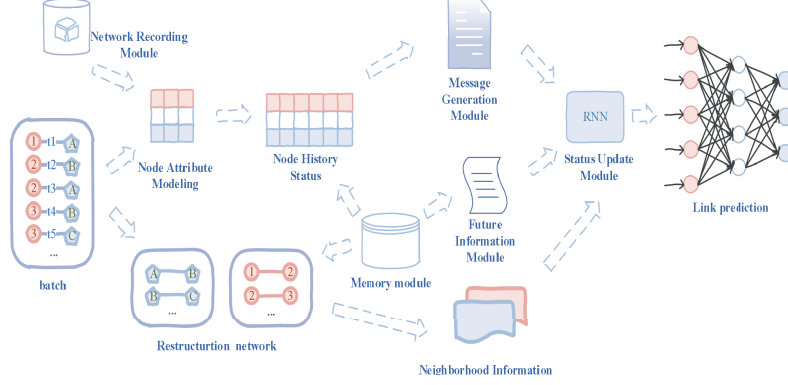 Network Recording
Module
Message
Generation
Module
RNN
Node Attribute
Modeling
Node History
Status
Status Update
Module
Link prediction
1 t1 A
2 t2 B
2 t3 A
3 t4 B
3 t5 C
...
batch
Future
Information
Module
Memory module
A B
B C
...
1 2
2 3
...
Restructurtion network
Neighborhood Information